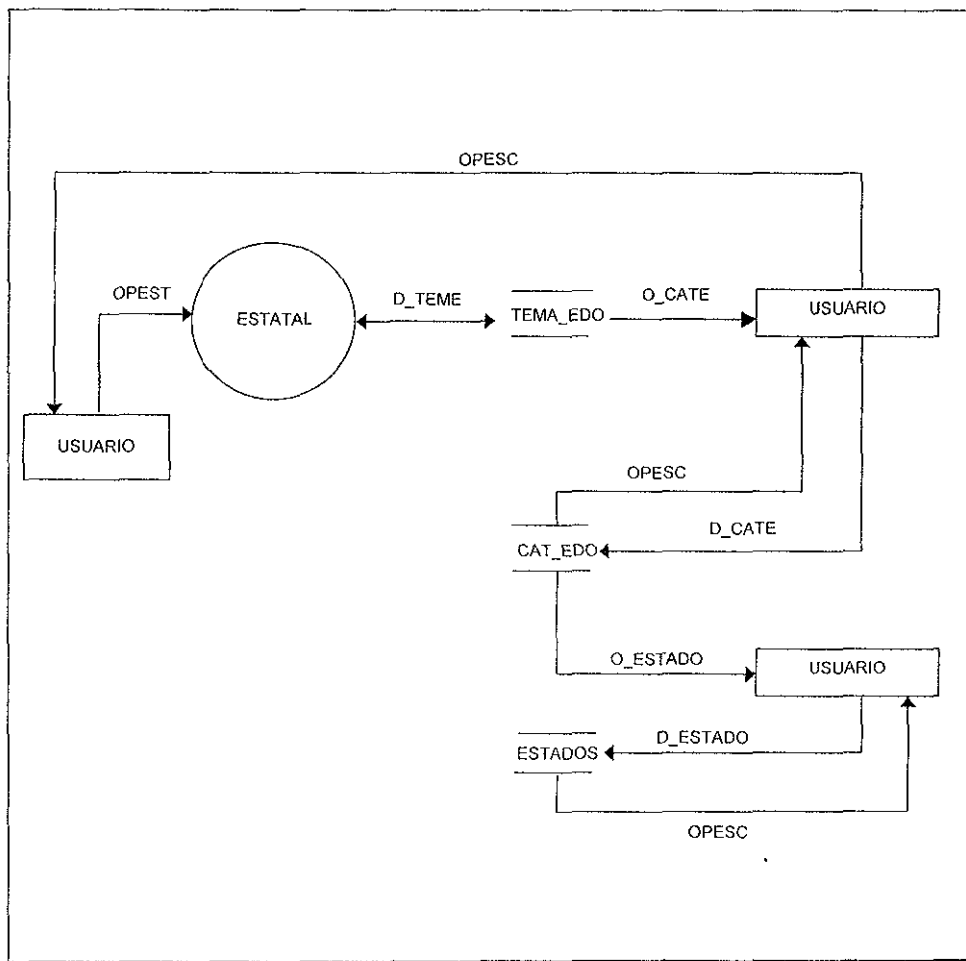 OPESC
OPEST
ESTATAL
D_TEME
TEMA_EDO
O_CATE
USUARIO
USUARIO
OPESC
CAT_EDO
D_CATE
O_ESTADO
USUARIO
ESTADOS
D_ESTADO
OPESC